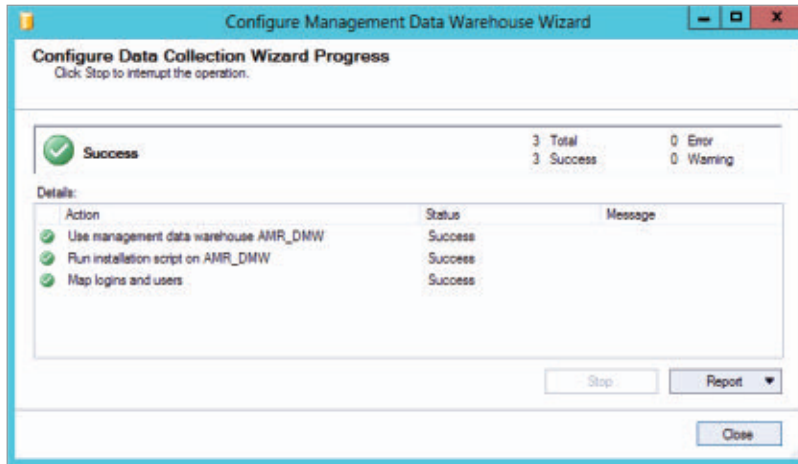 Configure Management Data Warehouse Wizard
Configure Data Collection Wizard Progress
Click Stop to interrupt the operation.
Success 3 Total 0 Error
3 Success 0 Warning
Details:
Action Status Message
Use management data warehouse AMR_DMW Success
Run installation script on AMR_DMW Success
Map logins and users Success
Stop Report
Close